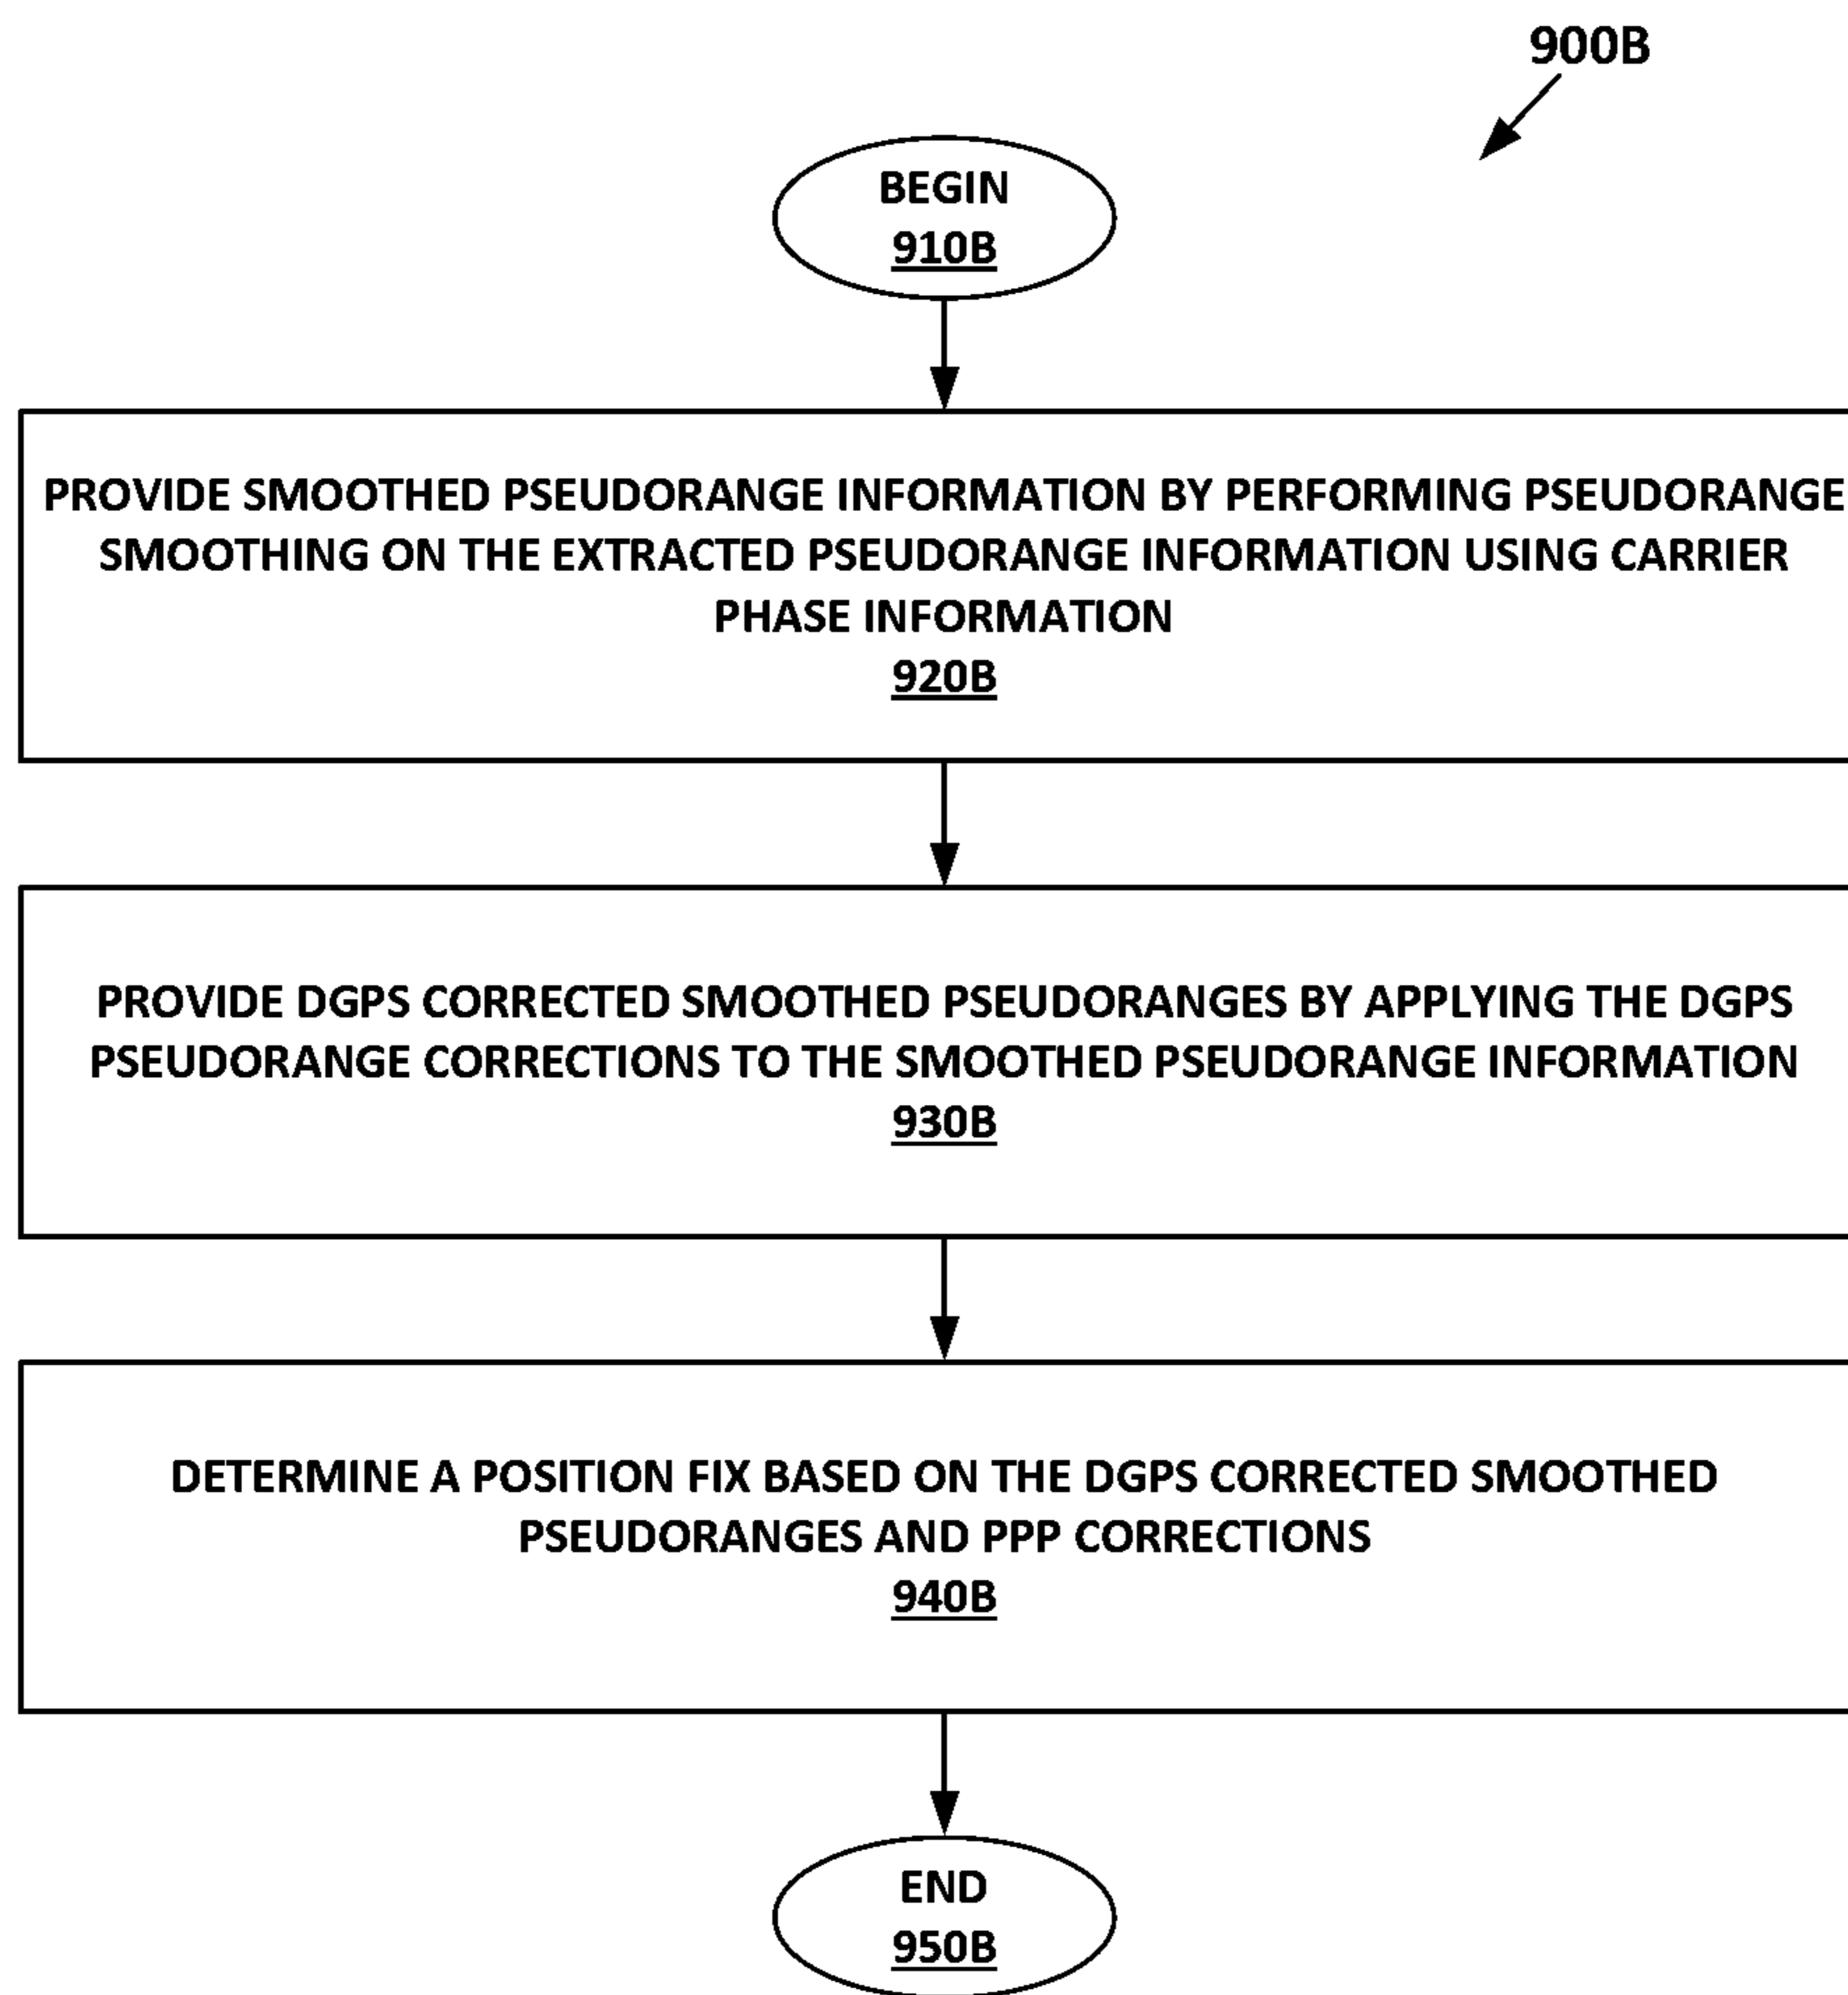 900B
BEGIN
910B
PROVIDE SMOOTHED PSEUDORANGE INFORMATION BY PERFORMING PSEUDORANGE
SMOOTHING ON THE EXTRACTED PSEUDORANGE INFORMATION USING CARRIER
PHASE INFORMATION
920B
PROVIDE DGPS CORRECTED SMOOTHED PSEUDORANGES BY APPLYING THE DGPS
PSEUDORANGE CORRECTIONS TO THE SMOOTHED PSEUDORANGE INFORMATION
930B
DETERMINE A POSITION FIX BASED ON THE DGPS CORRECTED SMOOTHED
PSEUDORANGES AND PPP CORRECTIONS
940B
END
950B